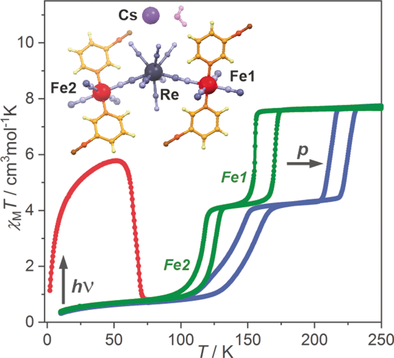 Cs
Fe2
Re
Fe1
χMT / cm³mol⁻¹K
10
8
6
4
2
0
Fe1
p
Fe2
hν
0 50 100 150 200 250
T / K